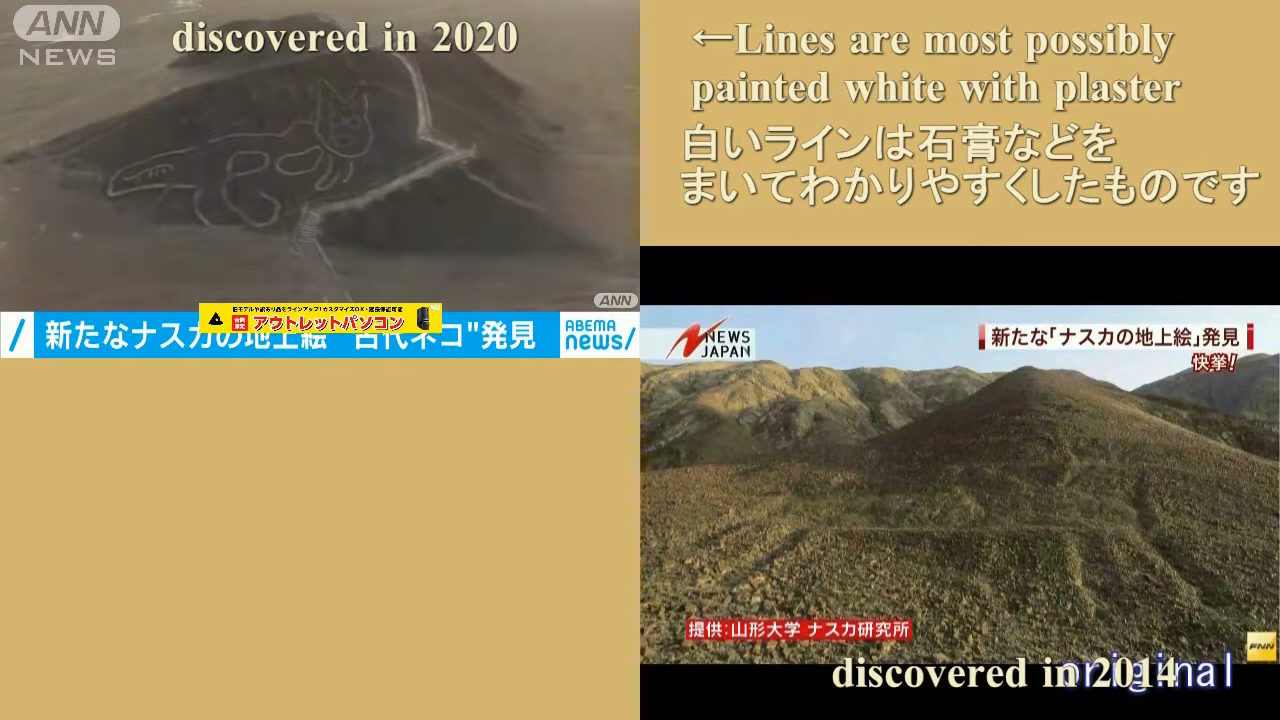 ANN
NEWS
discovered in 2020
ANN
アウトレットパソコン
新たなナスカの地上絵 "古代ネコ"発見
ABEMA
news/
←Lines are most possibly
painted white with plaster
白いラインは石膏などを
まいてわかりやすくしたものです
NEWS
JAPAN
新たな「ナスカの地上絵」発見
快挙!
提供:山形大学 ナスカ研究所
FNN
original
discovered in 2014